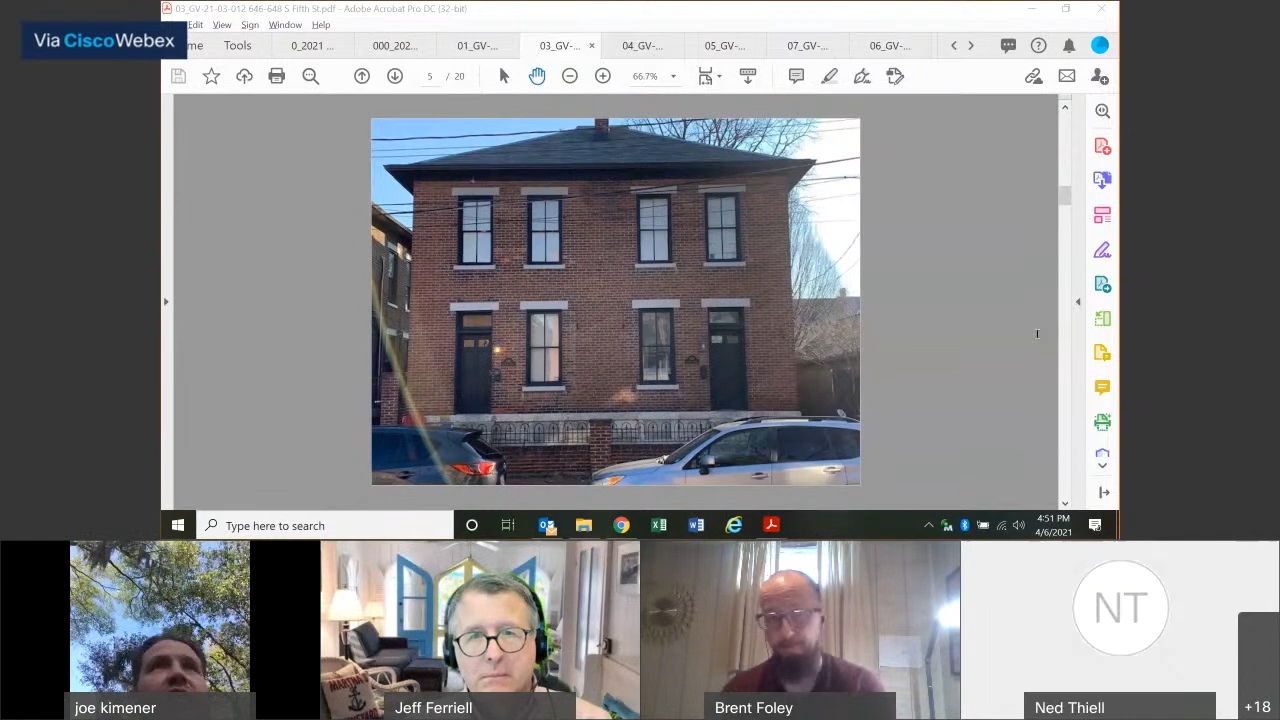 03_GV-21-03-012 646-648 S Fifth St.pdf - Adobe Acrobat Pro DC (32-bit)
Edit View Sign Window Help
Via Cisco Webex
me Tools 0_2021 ... 000_202... 01_GV-... 03_GV-... × 04_GV-... 05_GV-... 07_GV-... 06_GV-...
5 / 20 66.7%
Type here to search
4:51 PM
4/6/2021
NT
joe kimener
Jeff Ferriell
Brent Foley
Ned Thiell
+18